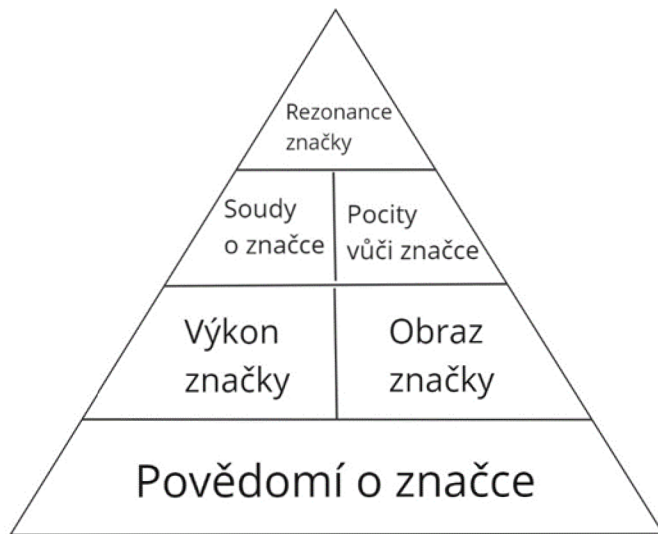 Rezonance
značky
Soudy
o značce
Pocity
vůči značce
Výkon
značky
Obraz
značky
Povědomí o značce